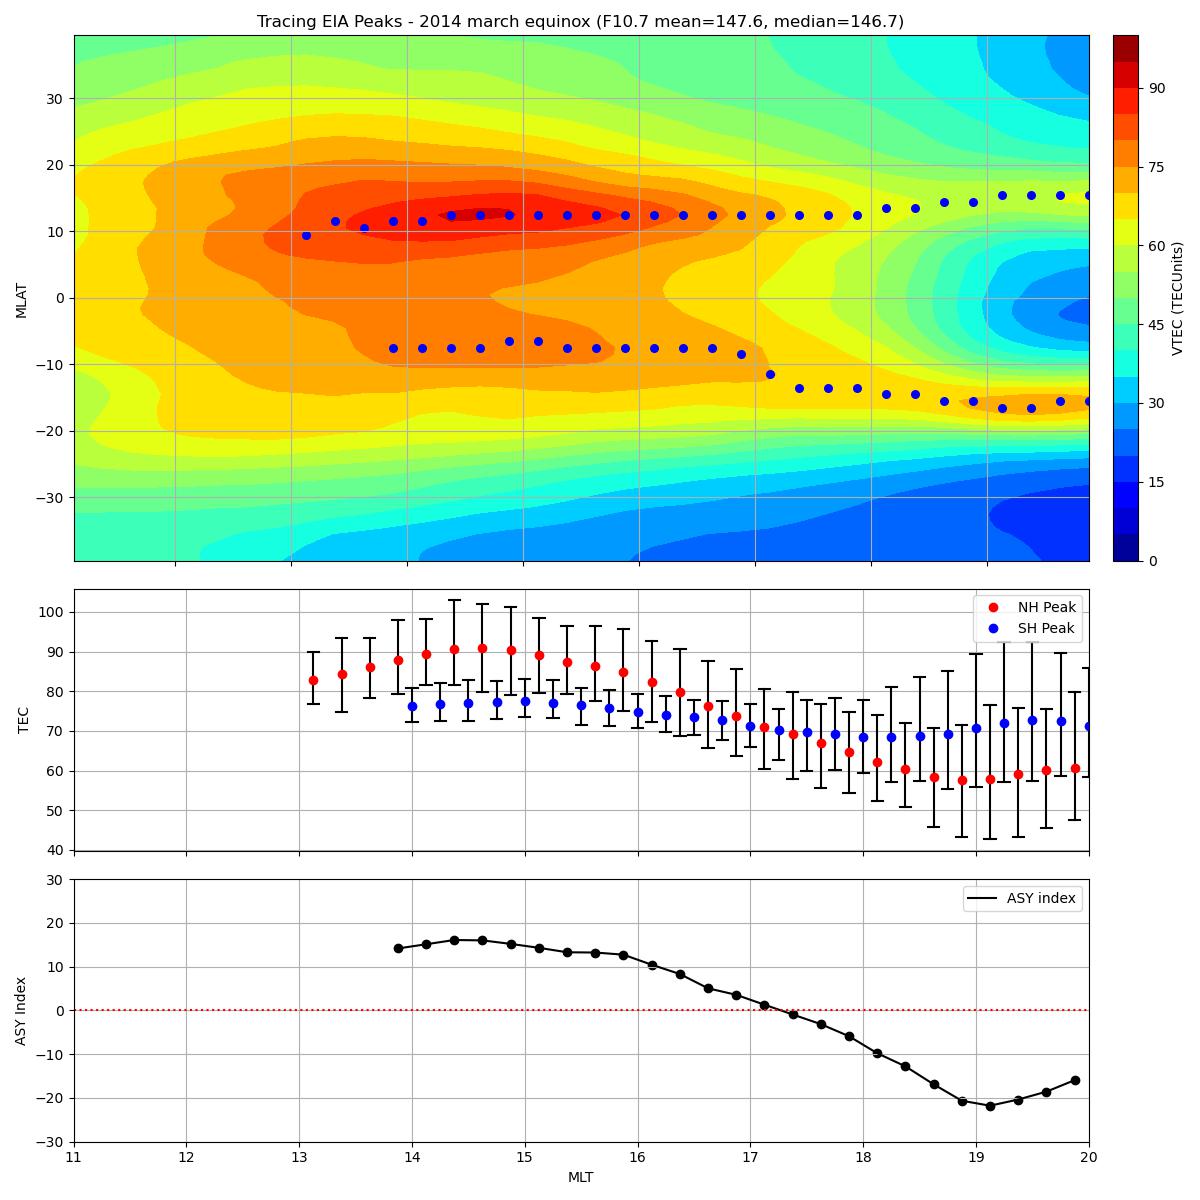 Tracing EIA Peaks - 2014 march equinox (F10.7 mean=147.6, median=146.7)
30
20
10
0
−10
−20
−30
MLAT
90
75
60
45
30
15
0
VTEC (TECUnits)
100
90
80
70
60
50
40
TEC
NH Peak
SH Peak
30
20
10
0
−10
−20
−30
ASY Index
ASY index
11 12 13 14 15 16 17 18 19 20
MLT